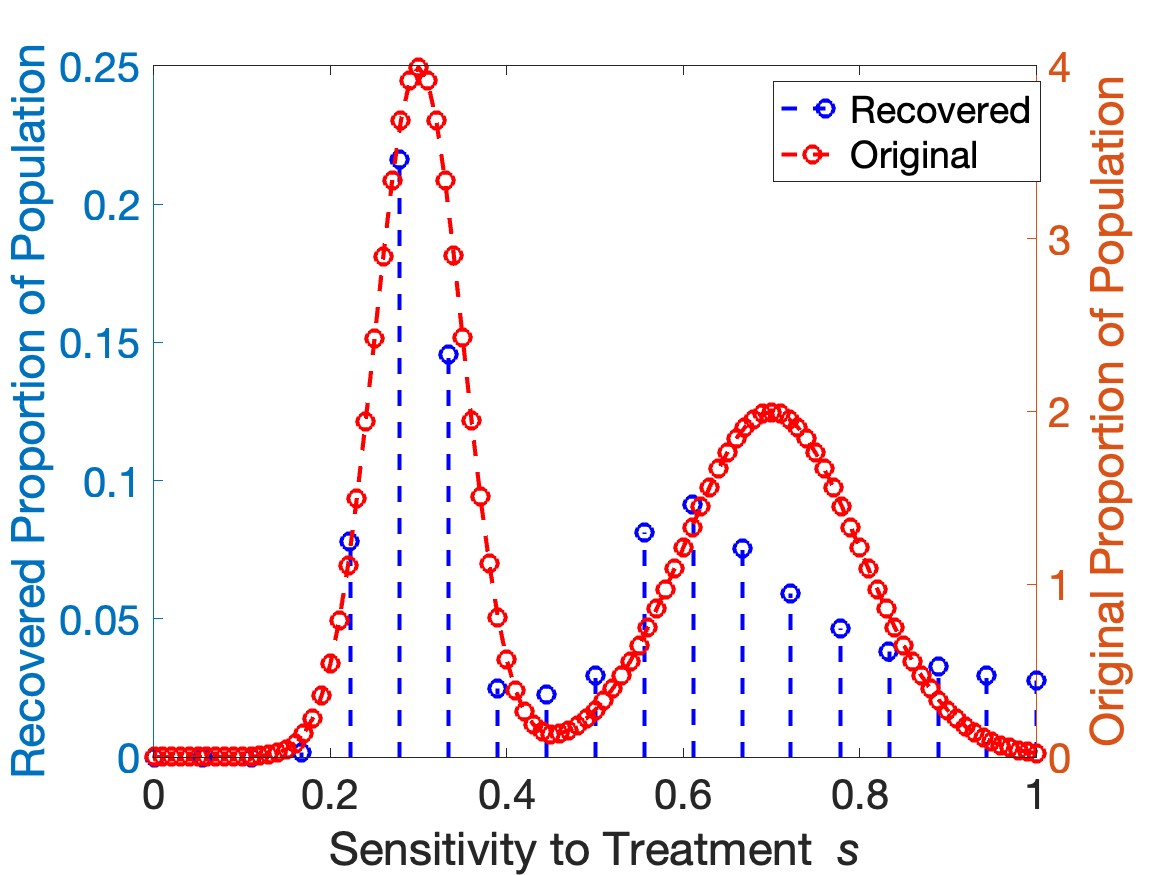 Recovered Proportion of Population
0.25
0.2
0.15
0.1
0.05
0
Recovered
Original
4
3
2
1
0
Original Proportion of Population
0 0.2 0.4 0.6 0.8 1
Sensitivity to Treatment s